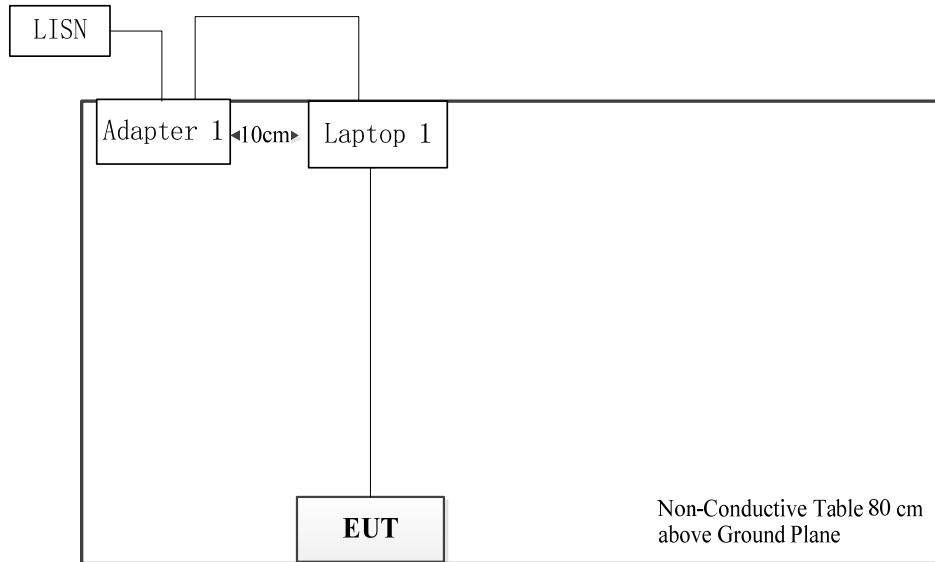 LISN
Adapter 1
10cm
Laptop 1
EUT
Non-Conductive Table 80 cm
above Ground Plane